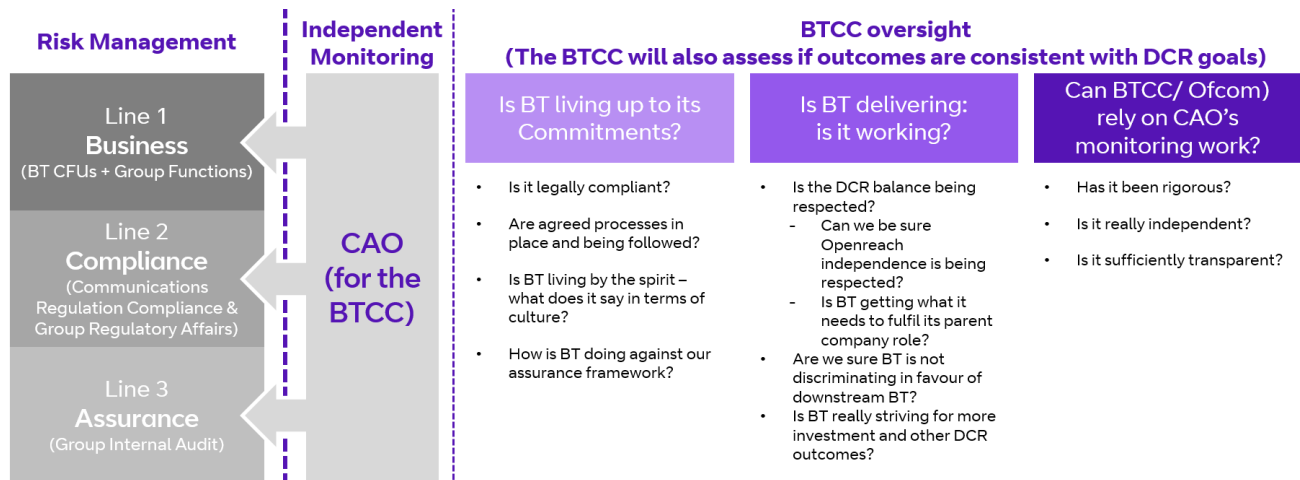 Risk Management
Line 1
Business
(BT CFUs + Group Functions)
Line 2
Compliance
(Communications
Regulation Compliance &
Group Regulatory Affairs)
Line 3
Assurance
(Group Internal Audit)
Independent
Monitoring
CAO
(for the
BTCC)
BTCC oversight
(The BTCC will also assess if outcomes are consistent with DCR goals)
Is BT living up to its
Commitments?
• Is it legally compliant?
• Are agreed processes in
place and being followed?
• Is BT living by the spirit –
what does it say in terms of
culture?
• How is BT doing against our
assurance framework?
Is BT delivering:
is it working?
• Is the DCR balance being
respected?
- Can we be sure
Openreach
independence is being
respected?
- Is BT getting what it
needs to fulfil its parent
company role?
• Are we sure BT is not
discriminating in favour of
downstream BT?
• Is BT really striving for more
investment and other DCR
outcomes?
Can BTCC/ Ofcom)
rely on CAO’s
monitoring work?
• Has it been rigorous?
• Is it really independent?
• Is it sufficiently transparent?